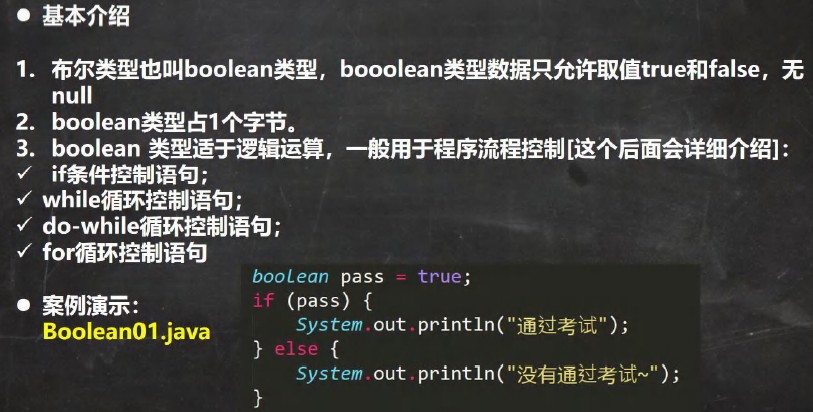 ● 基本介绍
1. 布尔类型也叫boolean类型，booolean类型数据只允许取值true和false，无
null
2. boolean类型占1个字节。
3. boolean 类型适于逻辑运算，一般用于程序流程控制[这个后面会详细介绍]：
✓ if条件控制语句；
✓ while循环控制语句；
✓ do-while循环控制语句；
✓ for循环控制语句
● 案例演示：
Boolean01.java
boolean pass = true;
if (pass) {
    System.out.println("通过考试");
} else {
    System.out.println("没有通过考试~");
}